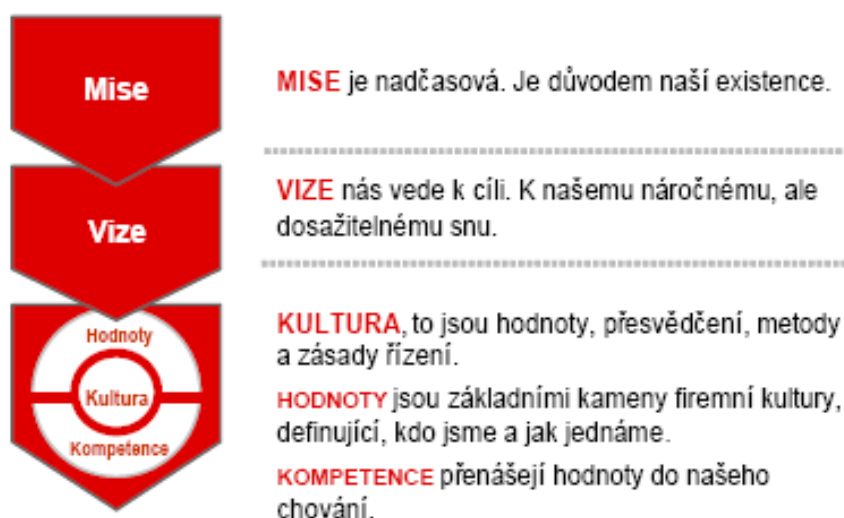 Mise
MISE je nadčasová. Je důvodem naší existence.
Vize
VIZE nás vede k cíli. K našemu náročnému, ale
dosažitelnému snu.
Hodnoty
Kultura
Kompetence
KULTURA, to jsou hodnoty, přesvědčení, metody
a zásady řízení.
HODNOTY jsou základními kameny firemní kultury,
definující, kdo jsme a jak jednáme.
KOMPETENCE přenášejí hodnoty do našeho
chování.